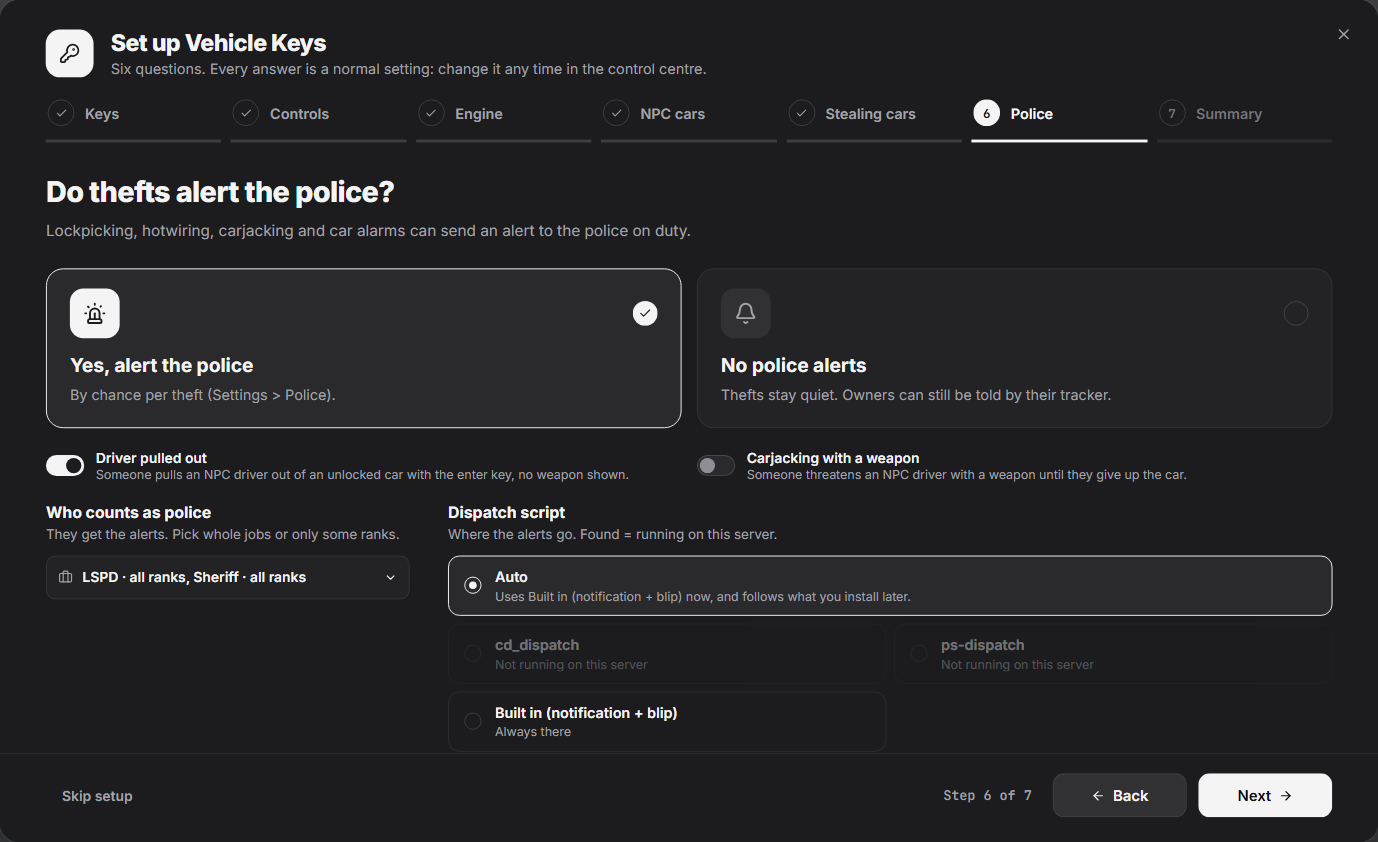 Set up Vehicle Keys
Six questions. Every answer is a normal setting: change it any time in the control centre.
Keys
Controls
Engine
NPC cars
Stealing cars
6 Police
7 Summary
Do thefts alert the police?
Lockpicking, hotwiring, carjacking and car alarms can send an alert to the police on duty.
Yes, alert the police
By chance per theft (Settings > Police).
No police alerts
Thefts stay quiet. Owners can still be told by their tracker.
Driver pulled out
Someone pulls an NPC driver out of an unlocked car with the enter key, no weapon shown.
Carjacking with a weapon
Someone threatens an NPC driver with a weapon until they give up the car.
Who counts as police
They get the alerts. Pick whole jobs or only some ranks.
LSPD · all ranks, Sheriff · all ranks
Dispatch script
Where the alerts go. Found = running on this server.
Auto
Uses Built in (notification + blip) now, and follows what you install later.
cd_dispatch
Not running on this server
ps-dispatch
Not running on this server
Built in (notification + blip)
Always there
Skip setup
Step 6 of 7
← Back
Next →